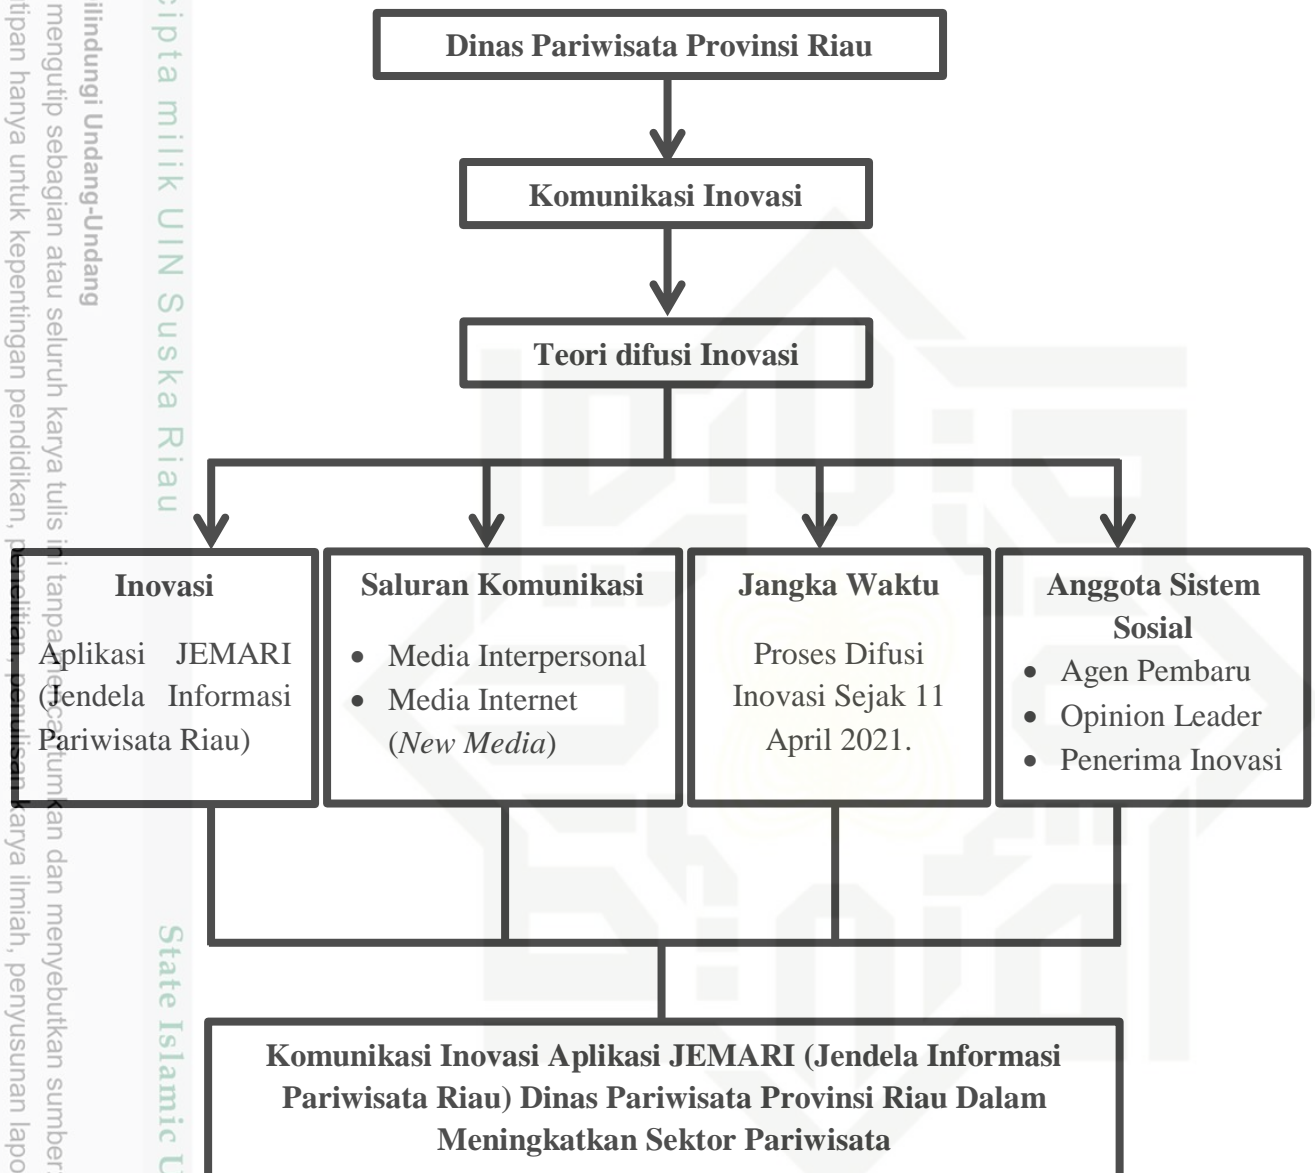 Dinas Pariwisata Provinsi Riau
Komunikasi Inovasi
Teori difusi Inovasi
Inovasi
Aplikasi JEMARI
(Jendela Informasi
Pariwisata Riau)
Saluran Komunikasi
• Media Interpersonal
• Media Internet
(New Media)
Jangka Waktu
Proses Difusi
Inovasi Sejak 11
April 2021.
Anggota Sistem
Sosial
• Agen Pembaru
• Opinion Leader
• Penerima Inovasi
Komunikasi Inovasi Aplikasi JEMARI (Jendela Informasi
Pariwisata Riau) Dinas Pariwisata Provinsi Riau Dalam
Meningkatkan Sektor Pariwisata
cipta milik UIN Suska Riau
State Islamic U
ilindungi Undang-Undang
mengutip sebagian atau seluruh karya tulis ini tanpa mencantumkan dan menyebutkan sumber
tipan hanya untuk kepentingan pendidikan, penelitian, penulisan karya ilmiah, penyusunan lapo